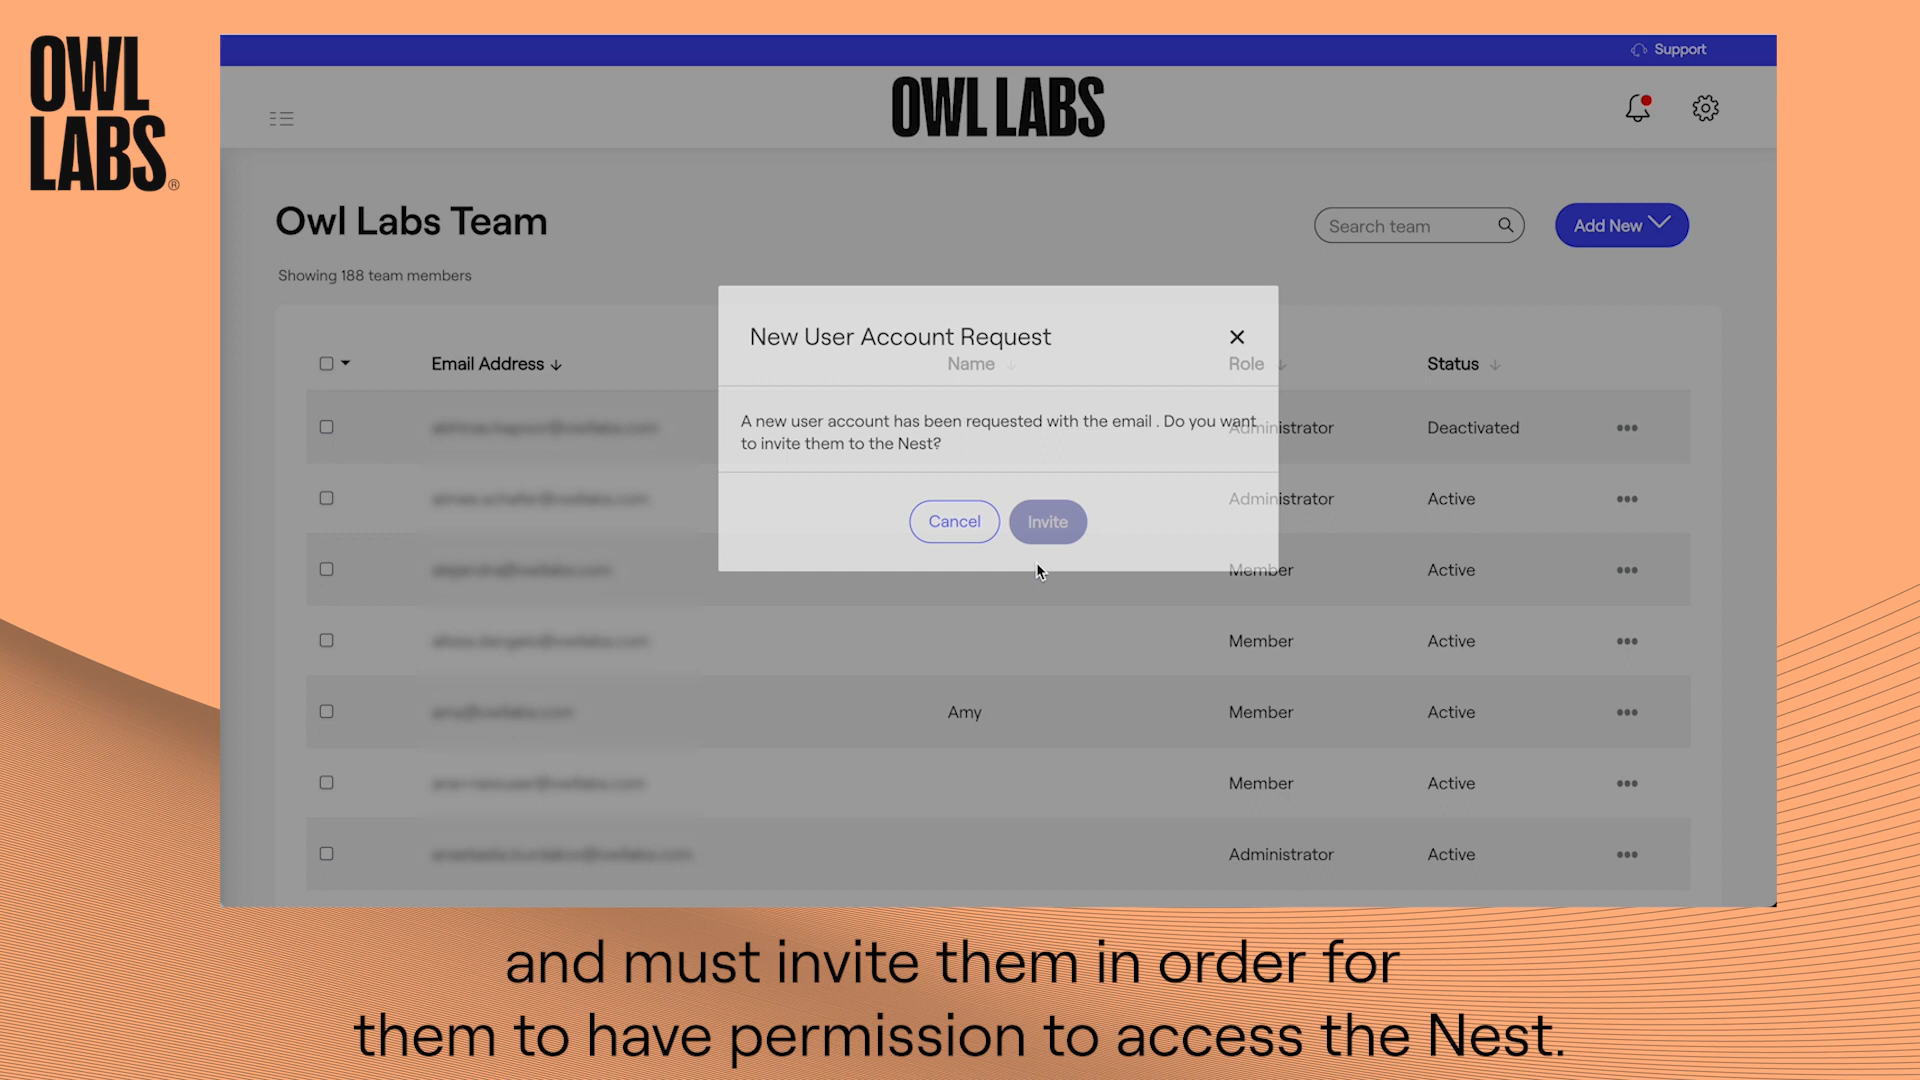 OWL
LABS®
Support
OWL LABS
Owl Labs Team
Search team
Add New
Showing 188 team members
New User Account Request
Email Address
Name
Role
Status
A new user account has been requested with the email . Do you want
to invite them to the Nest?
Administrator
Deactivated
Administrator
Active
Cancel
Invite
Member
Active
Member
Active
Amy
Member
Active
Member
Active
Administrator
Active
and must invite them in order for
them to have permission to access the Nest.